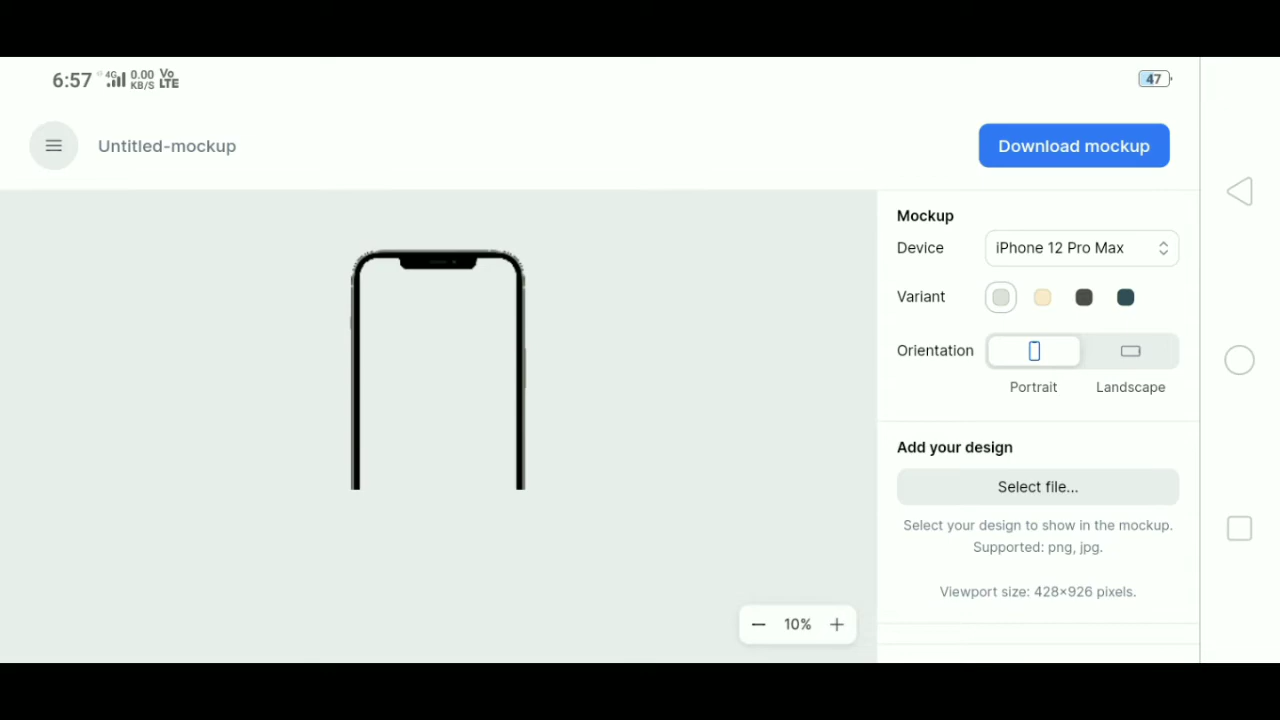 6:57 4G 0.00 KB/S Vo LTE 47
Untitled-mockup
Download mockup
Mockup
Device iPhone 12 Pro Max
Variant
Orientation
Portrait Landscape
Add your design
Select file...
Select your design to show in the mockup.
Supported: png, jpg.
Viewport size: 428×926 pixels.
10%